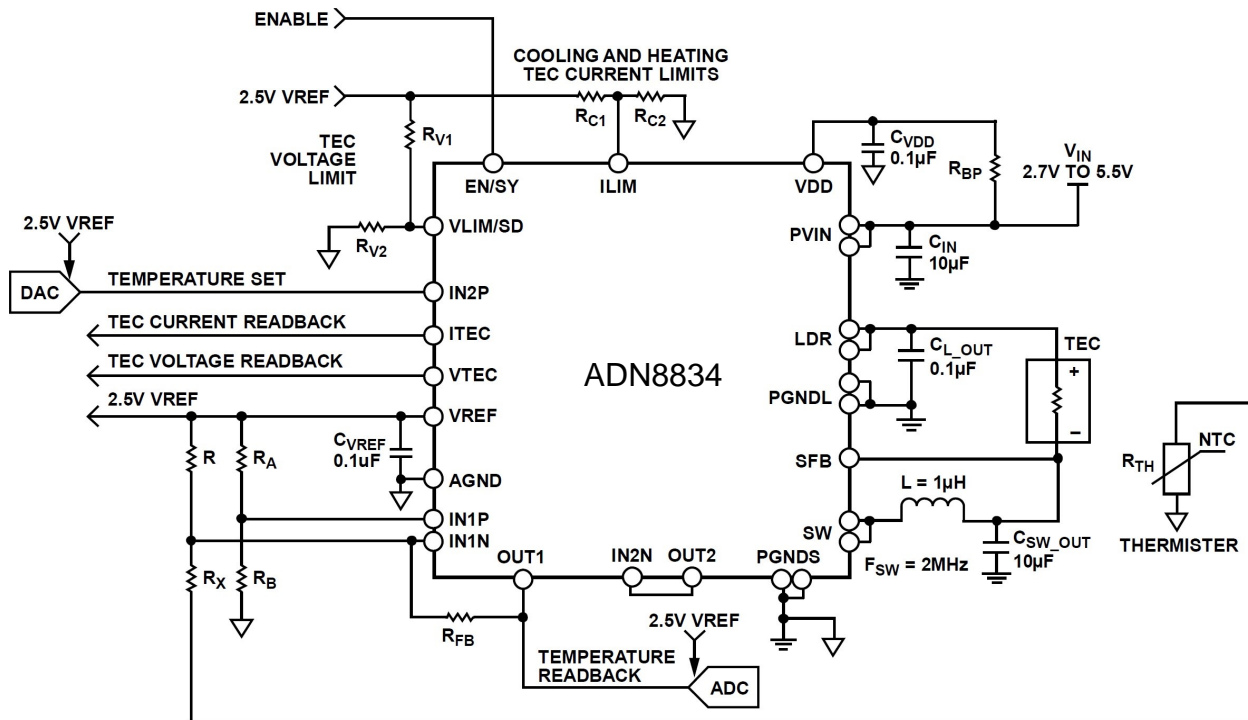 ENABLE
COOLING AND HEATING
TEC CURRENT LIMITS
2.5V VREF
RC1
RC2
RV1
TEC
VOLTAGE
LIMIT
CVDD
0.1µF
RBP
VIN
2.7V TO 5.5V
EN/SY
ILIM
VDD
2.5V VREF
RV2
VLIM/SD
PVIN
CIN
10µF
DAC
TEMPERATURE SET
IN2P
TEC CURRENT READBACK
ITEC
LDR
CL_OUT
0.1µF
TEC
+
−
TEC VOLTAGE READBACK
VTEC
ADN8834
PGNDL
2.5V VREF
VREF
R
RA
CVREF
0.1uF
SFB
RTH
NTC
AGND
L = 1µH
IN1P
IN1N
SW
CSW_OUT
10µF
THERMISTER
RX
RB
OUT1
IN2N
OUT2
PGNDS
FSW = 2MHz
RFB
2.5V VREF
TEMPERATURE
READBACK
ADC